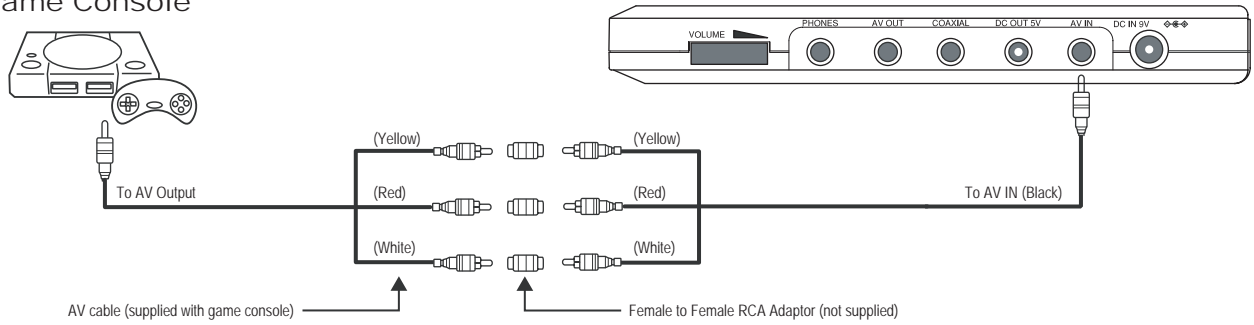 Game Console
VOLUME
PHONES AV OUT COAXIAL DC OUT 5V AV IN DC IN 9V
(Yellow) (Yellow)
To AV Output (Red) (Red) To AV IN (Black)
(White) (White)
AV cable (supplied with game console) Female to Female RCA Adaptor (not supplied)